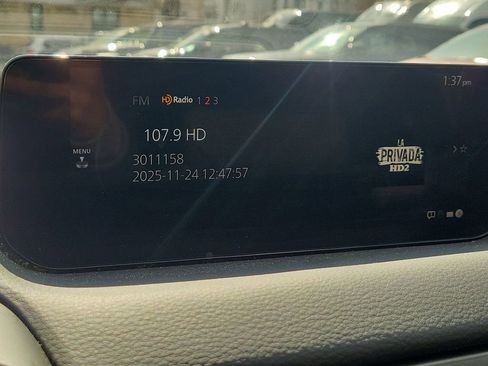 1:37 pm
FM HD Radio 1 2 3
107.9 HD
MENU
3011158
2025-11-24 12:47:57
LA
PRIVADA
HD2